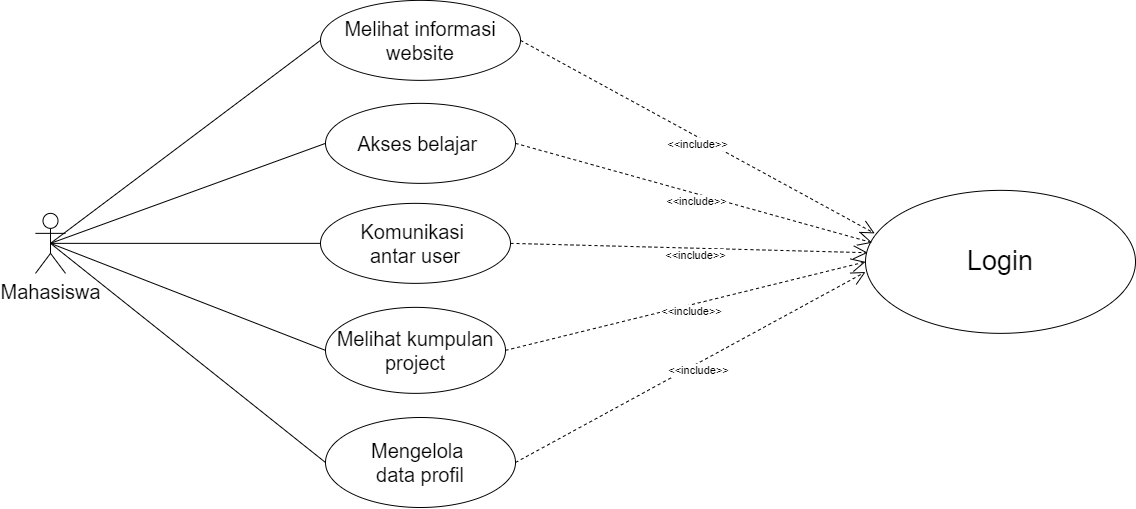 Melihat informasi
website
<<include>>
Akses belajar
<<include>>
Komunikasi
antar user
<<include>>
Login
Mahasiswa
<<include>>
Melihat kumpulan
project
<<include>>
Mengelola
data profil